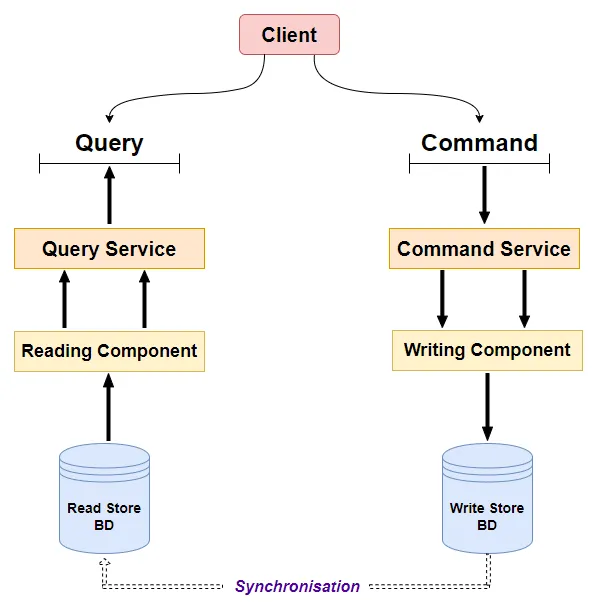 Client
Query
Command
Query Service
Command Service
Reading Component
Writing Component
Read Store
BD
Write Store
BD
Synchronisation